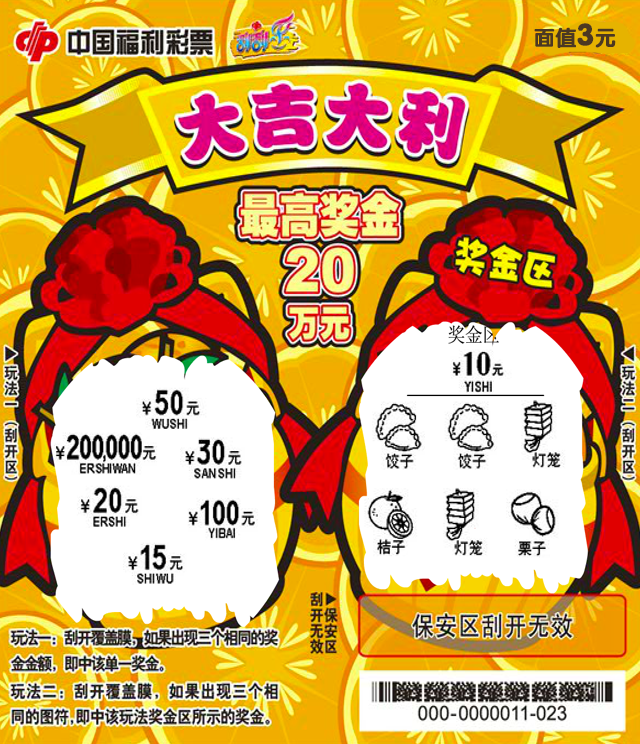 中国福利彩票
刮刮乐
面值3元
大吉大利
最高奖金
20
万元
奖金区
玩法一（刮开区）
¥50元
WUSHI
¥200,000元
ERSHIWAN
¥30元
SANSHI
¥20元
ERSHI
¥100元
YIBAI
¥15元
SHIWU
玩法一（刮开区）
奖金区
¥10元
YISHI
饺子
饺子
灯笼
桔子
灯笼
栗子
玩法一：刮开覆盖膜，如果出现三个相同的奖
金金额，即中该单一奖金。
玩法二：刮开覆盖膜，如果出现三个相
同的图符，即中该玩法奖金区所示的奖金。
保安区
刮开无效
保安区刮开无效
000-0000011-023